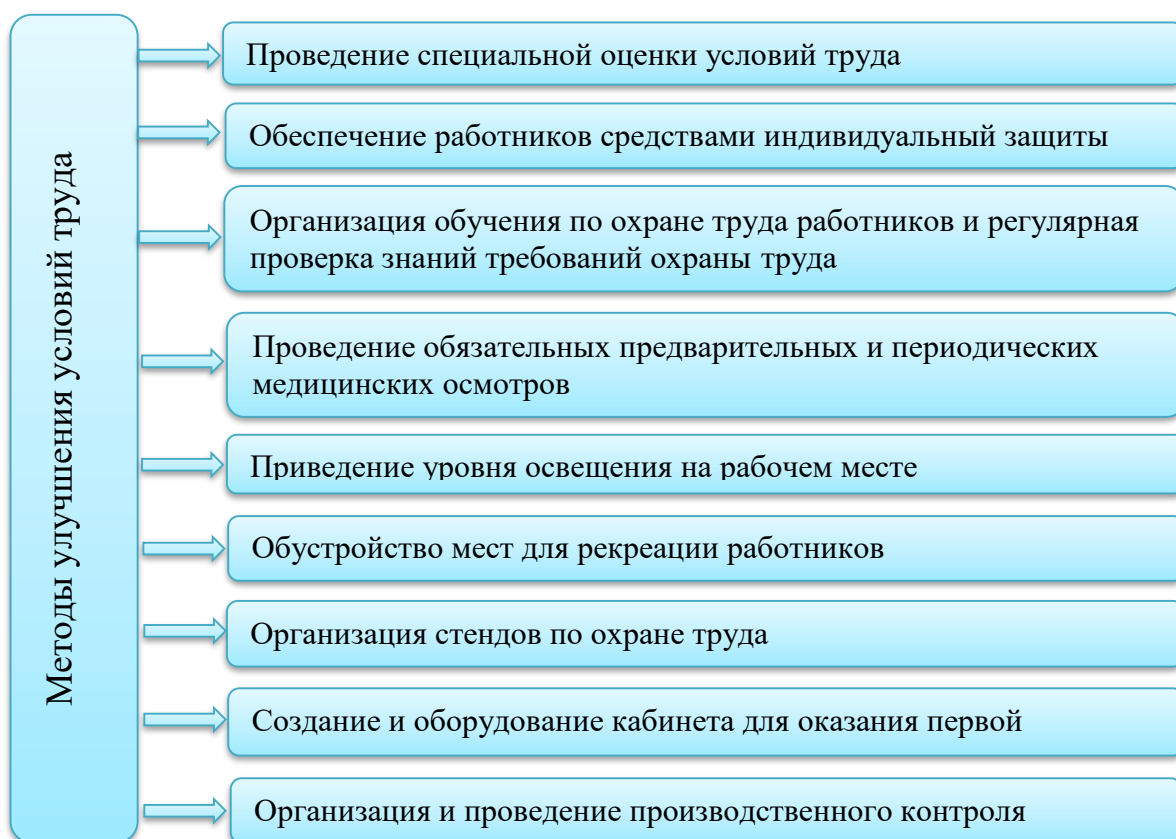 Методы улучшения условий труда
Проведение специальной оценки условий труда
Обеспечение работников средствами индивидуальный защиты
Организация обучения по охране труда работников и регулярная
проверка знаний требований охраны труда
Проведение обязательных предварительных и периодических
медицинских осмотров
Приведение уровня освещения на рабочем месте
Обустройство мест для рекреации работников
Организация стендов по охране труда
Создание и оборудование кабинета для оказания первой
Организация и проведение производственного контроля